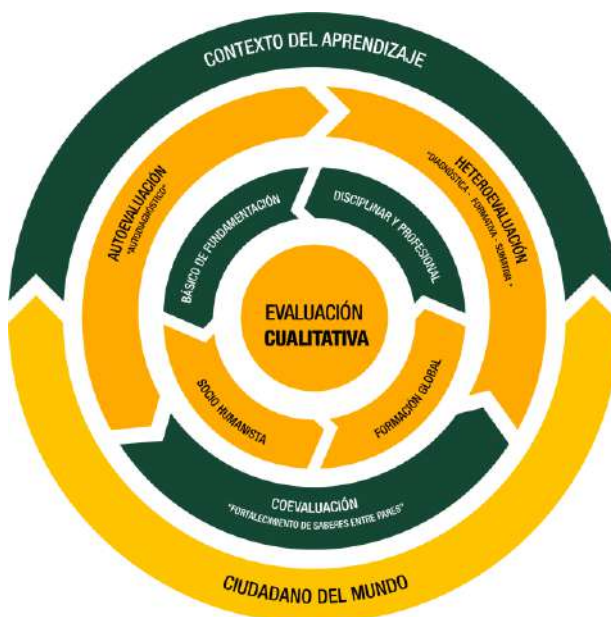 CONTEXTO DEL APRENDIZAJE
AUTOEVALUACIÓN
"AUTODIAGNÓSTICO"
HETEROEVALUACIÓN
"DIAGNÓSTICA - FORMATIVA - SUMATIVA"
BÁSICO DE FUNDAMENTACIÓN
DISCIPLINAR Y PROFESIONAL
EVALUACIÓN
CUALITATIVA
SOCIO HUMANISTA
FORMACIÓN GLOBAL
COEVALUACIÓN
"FORTALECIMIENTO DE SABERES ENTRE PARES"
CIUDADANO DEL MUNDO